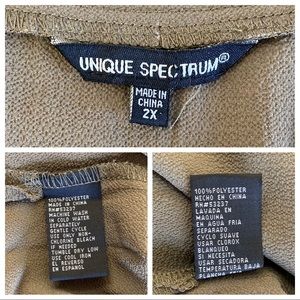 UNIQUE SPECTRUM®
MADE IN
CHINA
2X
100%POLYESTER
MADE IN CHINA
RN#53237
MACHINE WASH
IN COLD WATER
SEPARATELY
GENTLE CYCLE
USE ONLY NON-
CHLORINE BLEACH
IF NEEDED
TUMBLE DRY LOW
USE COOL IRON
EL REVERSO
EN ESPANOL
100%POLYESTER
HECHO EN CHINA
RN#53237
LAVADA EN
MAQUINA
EN AGUA FRIA
SEPARADO
CYCLO SUAVE
USAR CLOROX
BLANQUEO
SI NECESITA
USAR AR SECADORA
TEMPERATURA BAJA